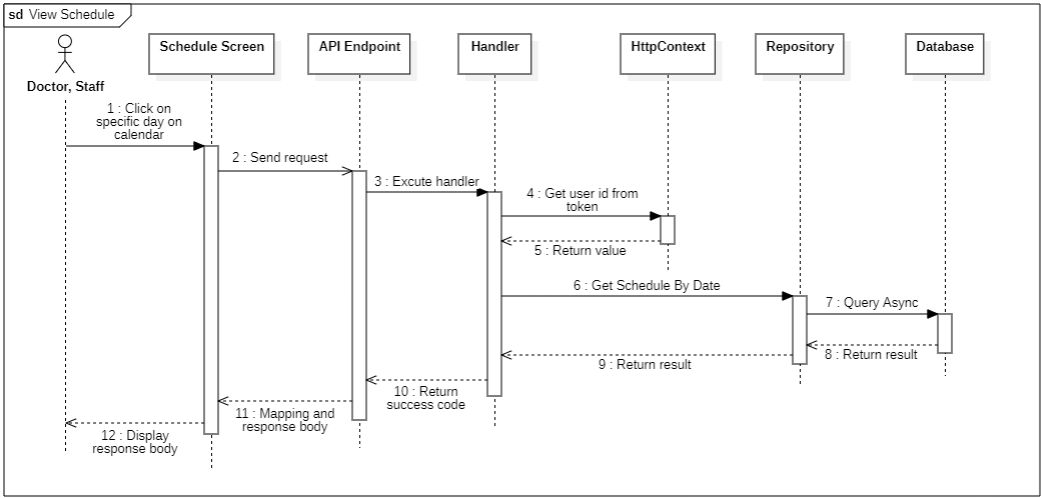 sd View Schedule
Doctor, Staff
Schedule Screen
API Endpoint
Handler
HttpContext
Repository
Database
1 : Click on
specific day on
calendar
2 : Send request
3 : Excute handler
4 : Get user id from
token
5 : Return value
6 : Get Schedule By Date
7 : Query Async
8 : Return result
9 : Return result
10 : Return
success code
11 : Mapping and
response body
12 : Display
response body